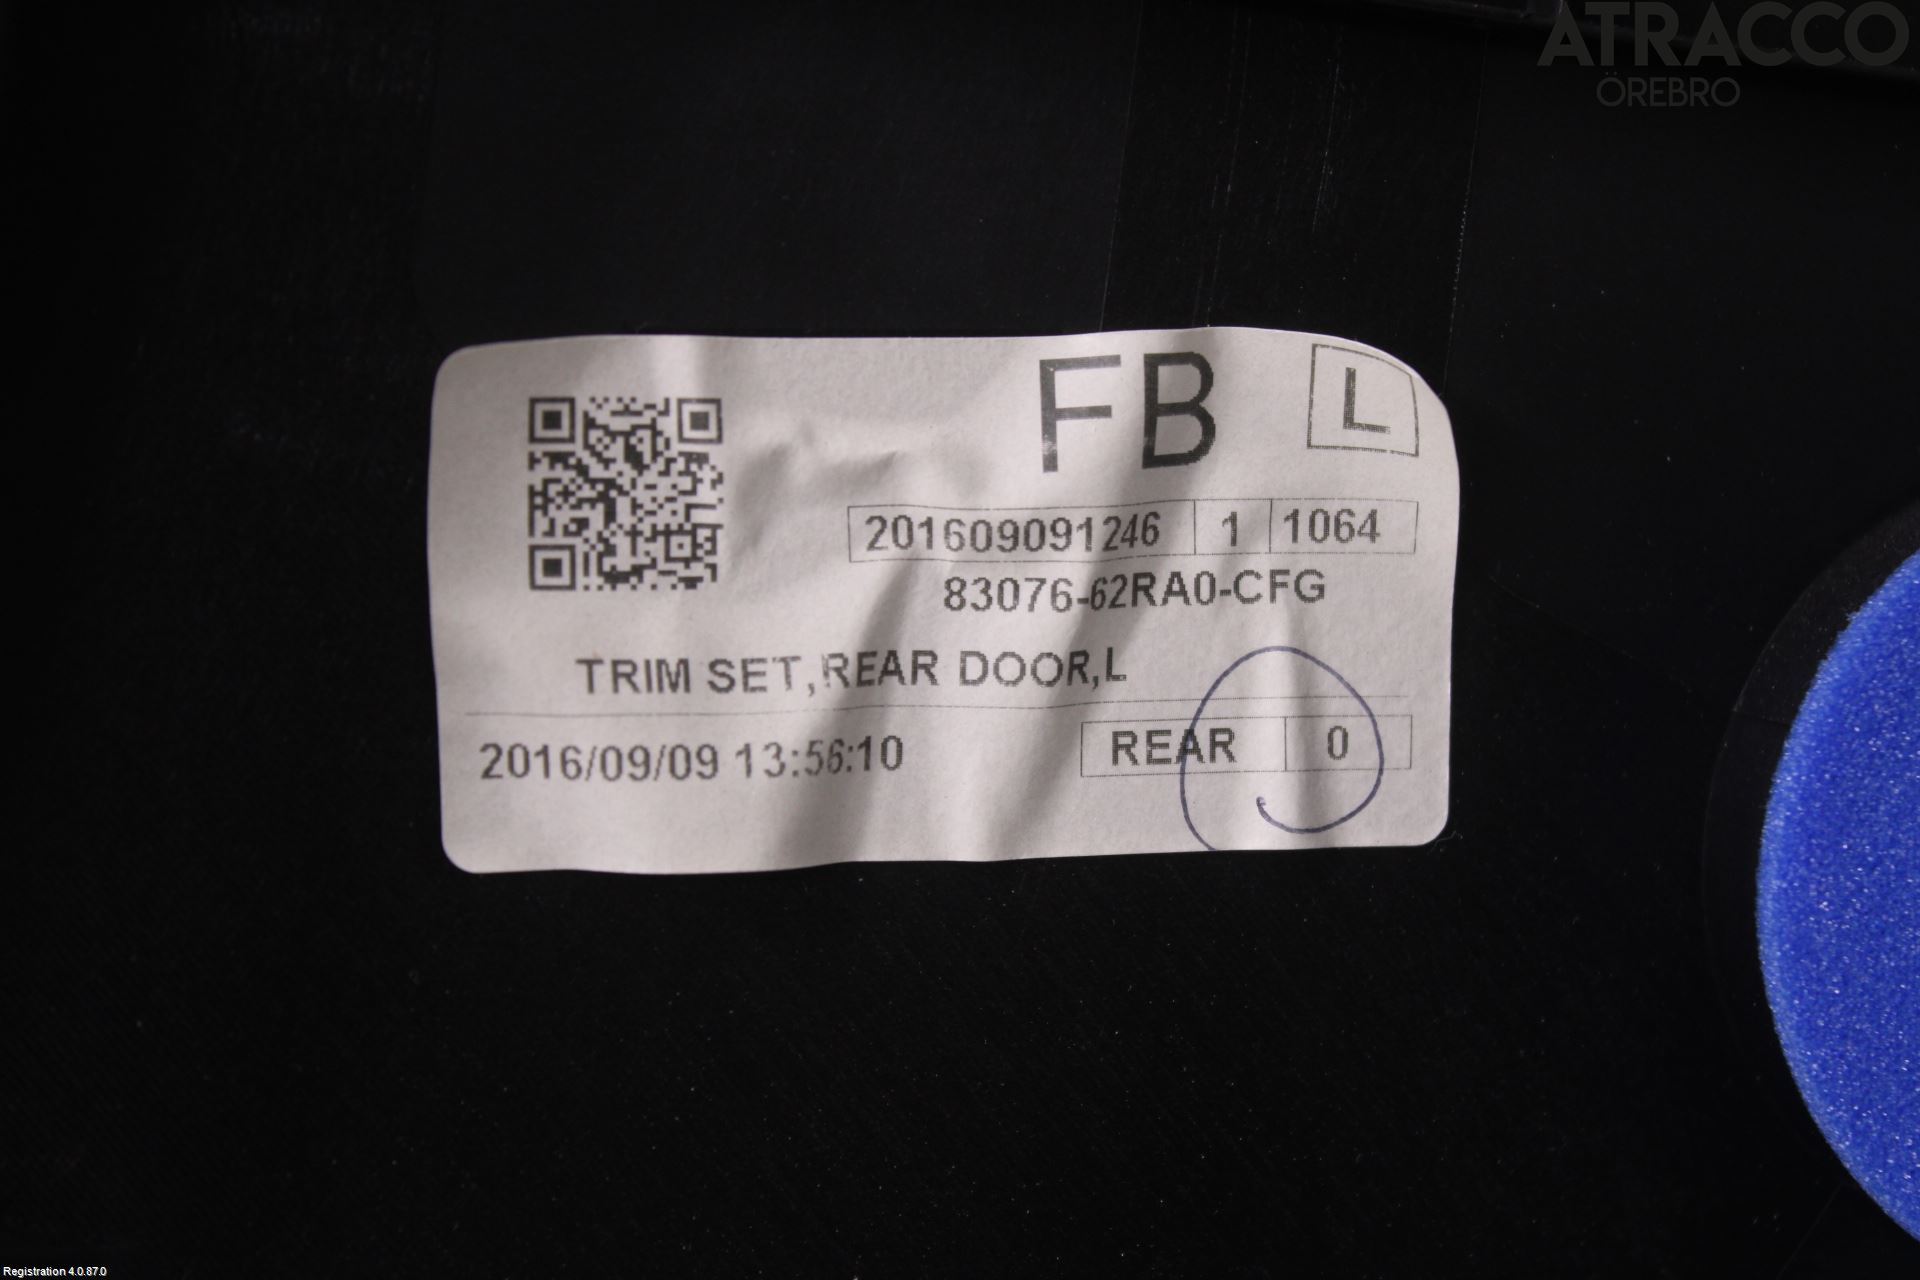 ATRACCO
ÖREBRO
FB L
201609091246 1 1064
83076-62RA0-CFG
TRIM SET,REAR DOOR,L
2016/09/09 13:56:10 REAR 0
Registration 4.0.87.0